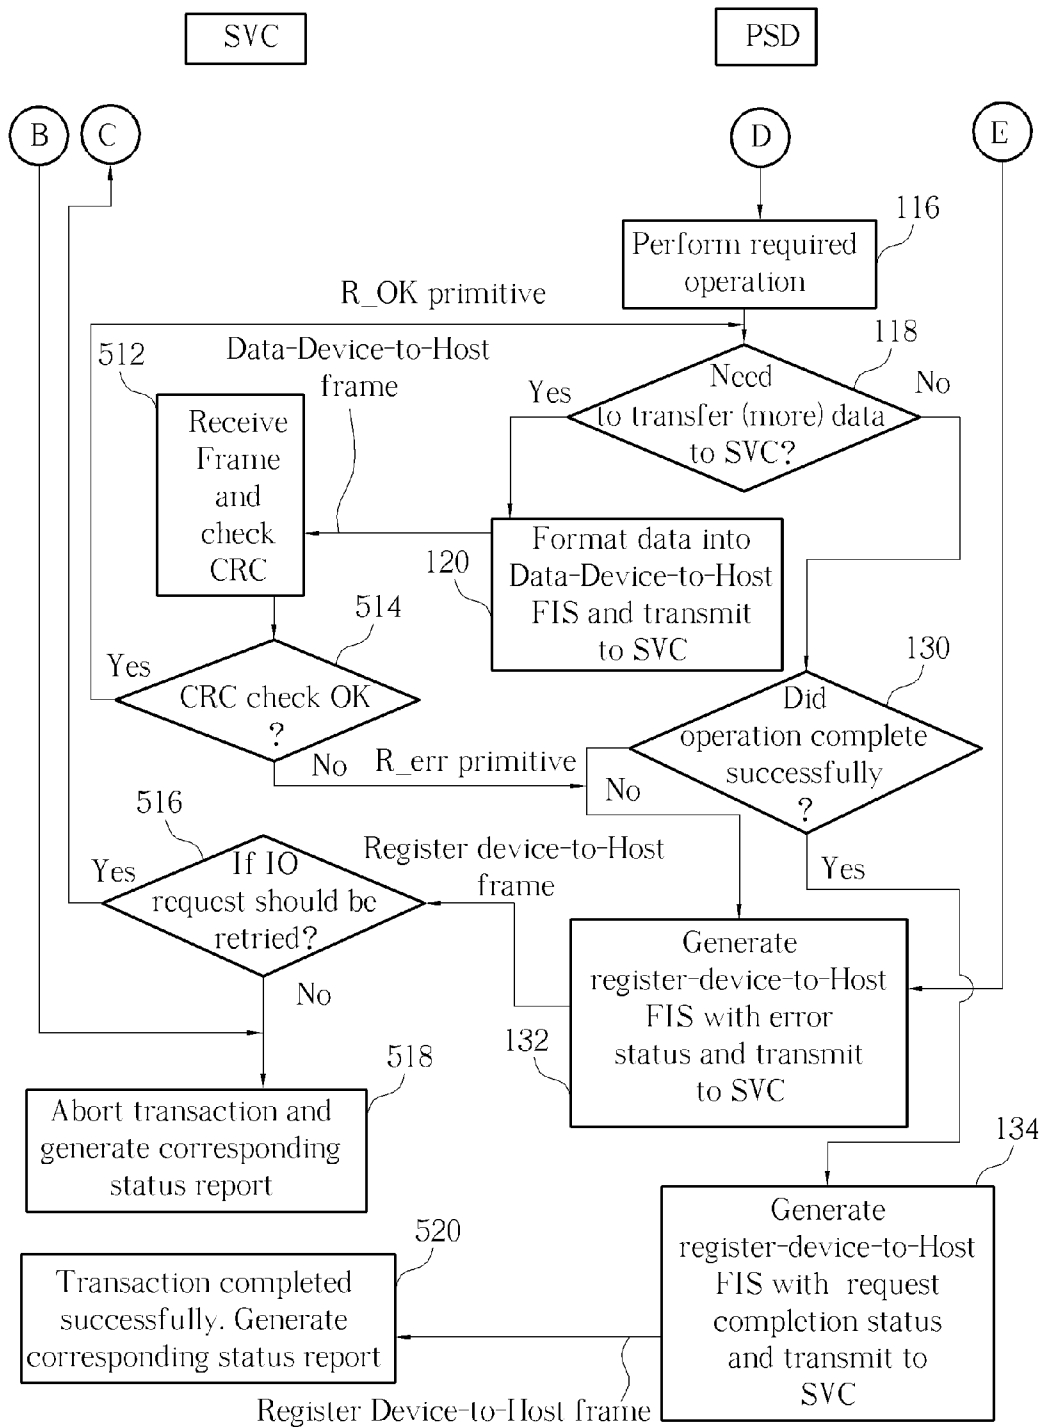 SVC
PSD
B
C
D
E
116
Perform required
operation
R_OK primitive
512
Data-Device-to-Host
frame
118
Need
to transfer (more) data
to SVC?
Yes
No
Receive
Frame
and
check
CRC
120
Format data into
Data-Device-to-Host
FIS and transmit
to SVC
514
Yes
CRC check OK
?
No
R_err primitive
130
Did
operation complete
successfully
?
No
Yes
516
Yes
If IO
request should be
retried?
No
Register device-to-Host
frame
Generate
register-device-to-Host
FIS with error
status and transmit
to SVC
132
518
Abort transaction and
generate corresponding
status report
134
Generate
register-device-to-Host
FIS with request
completion status
and transmit to
SVC
520
Transaction completed
successfully. Generate
corresponding status report
Register Device-to-Host frame